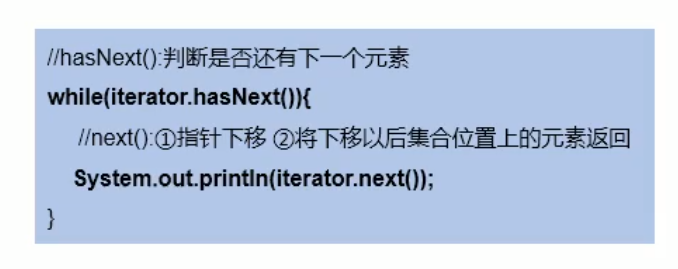 //hasNext():判断是否还有下一个元素
while(iterator.hasNext()){
//next():①指针下移 ②将下移以后集合位置上的元素返回
System.out.println(iterator.next());
}